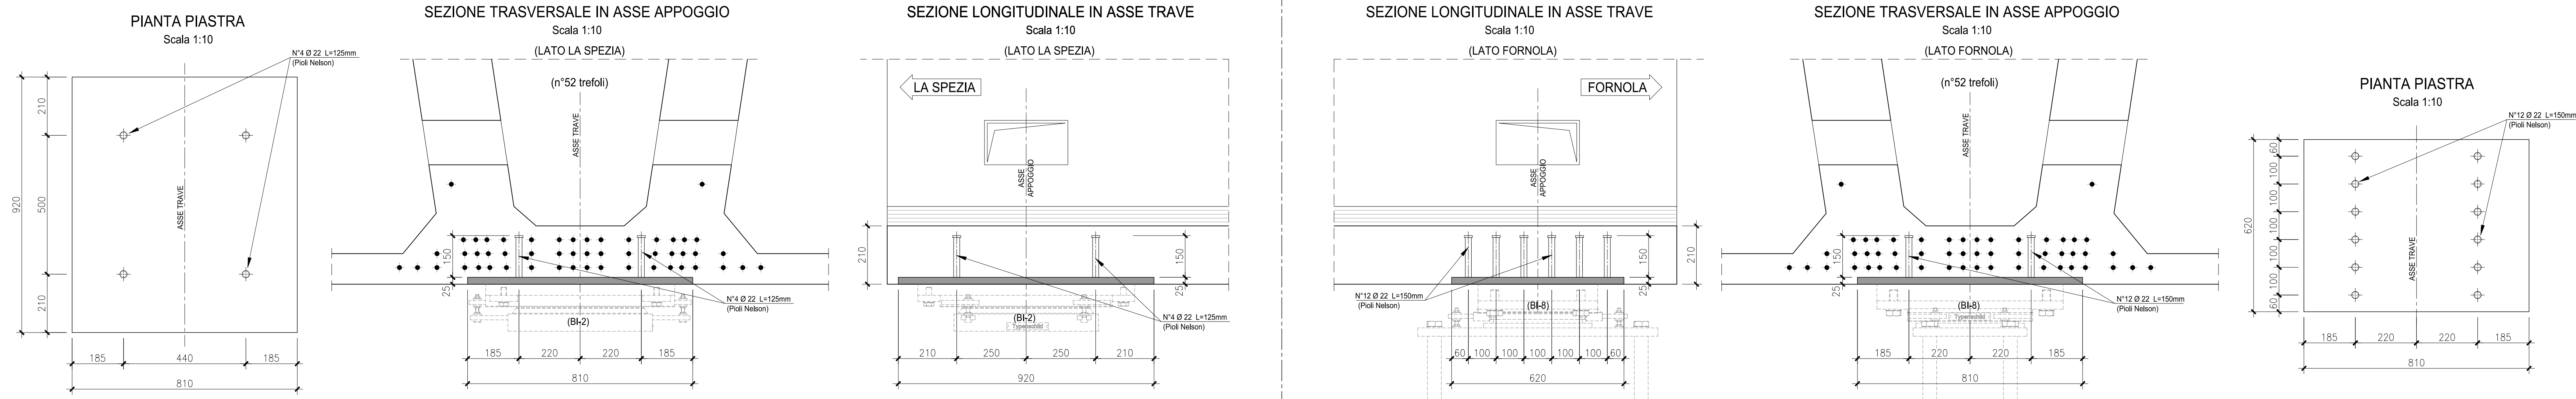 PIANTA PIASTRA
Scala 1:10
N°4 Ø 22 L=125mm
(Pioli Nelson)
ASSE TRAVE
210
500
210
920
185
440
185
810
SEZIONE TRASVERSALE IN ASSE APPOGGIO
Scala 1:10
(LATO LA SPEZIA)
(n°52 trefoli)
ASSE TRAVE
150
25
N°4 Ø 22 L=125mm
(Pioli Nelson)
(BI-2)
185
220
220
185
810
SEZIONE LONGITUDINALE IN ASSE TRAVE
Scala 1:10
(LATO LA SPEZIA)
LA SPEZIA
ASSE
APPOGGIO
210
150
25
(BI-2)
Typenschild
N°4 Ø 22 L=125mm
(Pioli Nelson)
210
250
250
210
920
SEZIONE LONGITUDINALE IN ASSE TRAVE
Scala 1:10
(LATO FORNOLA)
FORNOLA
ASSE
APPOGGIO
150
25
210
N°12 Ø 22 L=150mm
(Pioli Nelson)
(BI-8)
60
100
100
100
100
100
60
620
SEZIONE TRASVERSALE IN ASSE APPOGGIO
Scala 1:10
(LATO FORNOLA)
(n°52 trefoli)
ASSE TRAVE
150
25
(BI-8)
Typenschild
N°12 Ø 22 L=150mm
(Pioli Nelson)
185
220
220
185
810
PIANTA PIASTRA
Scala 1:10
N°12 Ø 22 L=150mm
(Pioli Nelson)
ASSE TRAVE
60
100
100
100
100
100
60
620
185
220
220
185
810